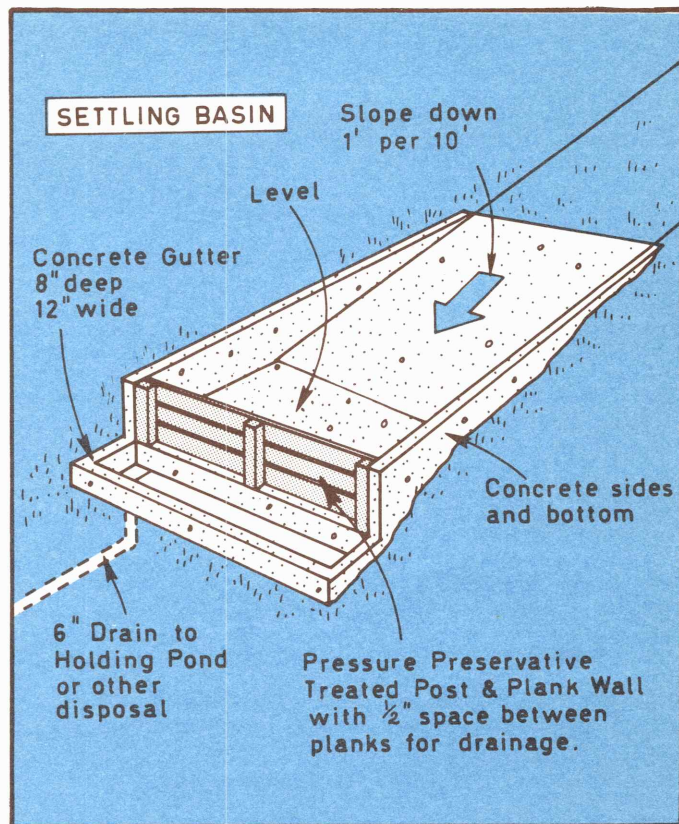 SETTLING BASIN
Slope down
1' per 10'
Level
Concrete Gutter
8" deep
12" wide
Concrete sides
and bottom
6" Drain to
Holding Pond
or other
disposal
Pressure Preservative
Treated Post & Plank Wall
with 1/2" space between
planks for drainage.